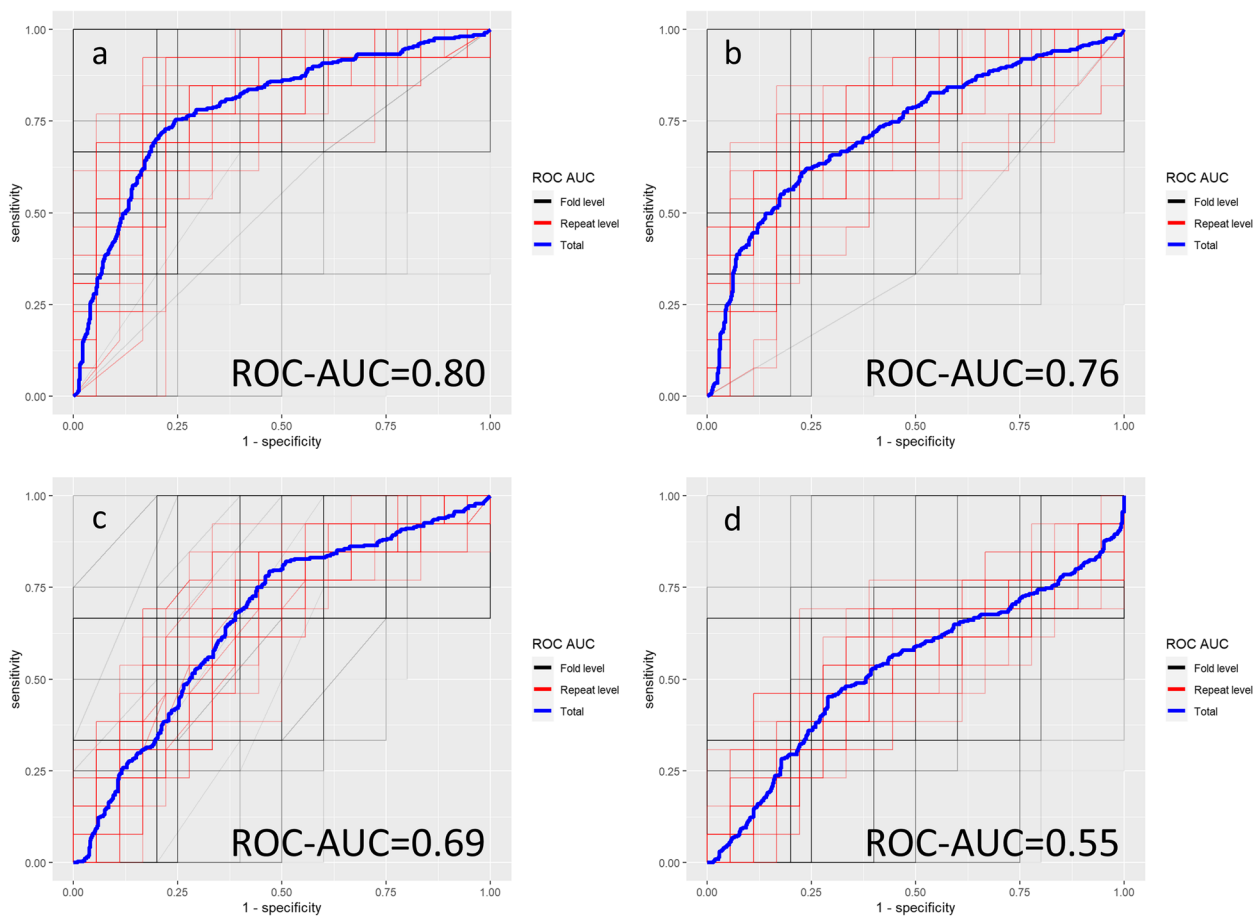 a
1.00
0.75
0.50
0.25
0.00
sensitivity
0.00 0.25 0.50 0.75 1.00
1 - specificity
ROC-AUC=0.80
ROC AUC
Fold level
Repeat level
Total
b
1.00
0.75
0.50
0.25
0.00
sensitivity
0.00 0.25 0.50 0.75 1.00
1 - specificity
ROC-AUC=0.76
ROC AUC
Fold level
Repeat level
Total
c
1.00
0.75
0.50
0.25
0.00
sensitivity
0.00 0.25 0.50 0.75 1.00
1 - specificity
ROC-AUC=0.69
ROC AUC
Fold level
Repeat level
Total
d
1.00
0.75
0.50
0.25
0.00
sensitivity
0.00 0.25 0.50 0.75 1.00
1 - specificity
ROC-AUC=0.55
ROC AUC
Fold level
Repeat level
Total